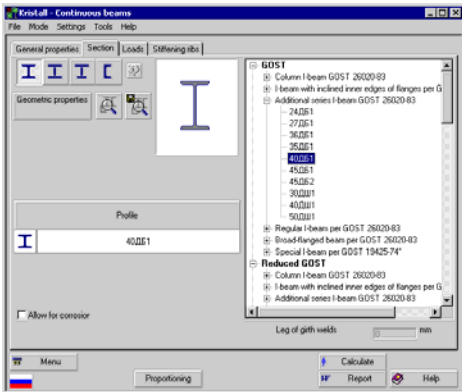 Kristall - Continuous beams
File Mode Settings Tools Help
General properties Section Loads Stiffening ribs
Geometric properties
GOST
Column I-beam GOST 26020-83
I-beam with inclined inner edges of flanges per G
Additional series I-beam GOST 26020-83
24ДБ1
27ДБ1
36ДБ1
35ДБ1
40ДБ1
45ДБ1
45ДБ2
30ДШ1
40ДШ1
50ДШ1
Regular I-beam per GOST 26020-83
Broad-flanged beam per GOST 26020-83
Special I-beam per GOST 19425-74*
Reduced GOST
Column I-beam GOST 26020-83
I-beam with inclined inner edges of flanges per G
Additional series I-beam GOST 26020-83
Profile
40ДБ1
Allow for corrosion
Leg of girth welds 0 mm
Menu
Calculate
Proportioning
Report
Help